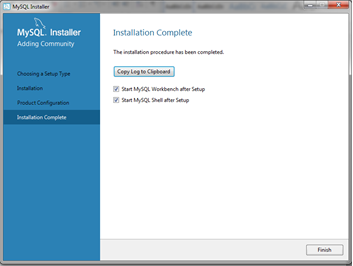 MySQL Installer
MySQL. Installer
Adding Community
Choosing a Setup Type
Installation
Product Configuration
Installation Complete
Installation Complete
The installation procedure has been completed.
Copy Log to Clipboard
Start MySQL Workbench after Setup
Start MySQL Shell after Setup
Finish